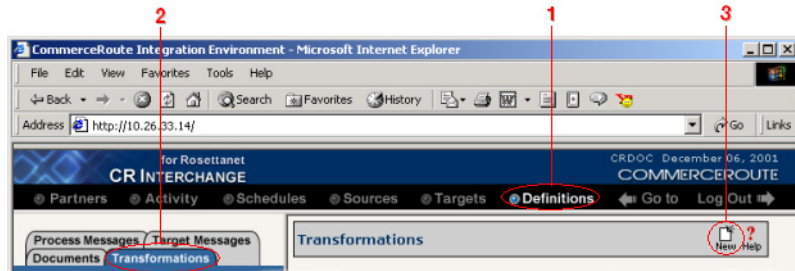 2 1 3
CommerceRoute Integration Environment - Microsoft Internet Explorer
File Edit View Favorites Tools Help
Back Search Favorites History
Address http://10.26.33.14/ Go Links
for Rosettanet CRDOC December 06, 2001
CR INTERCHANGE COMMERCEROUTE
Partners Activity Schedules Sources Targets Definitions Go to Log Out
Process Messages Target Messages
Documents Transformations
Transformations New Help